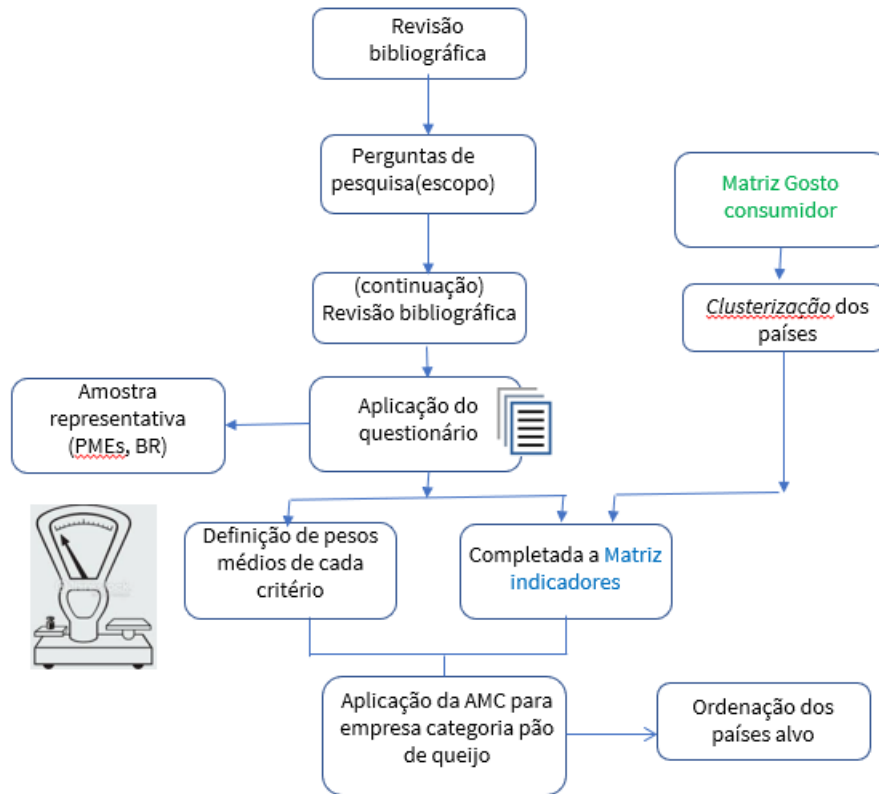 Revisão
bibliográfica
Perguntas de
pesquisa(escopo)
Matriz Gosto
consumidor
(continuação)
Revisão bibliográfica
Clusterização dos
países
Amostra
representativa
(PMEs, BR)
Aplicação do
questionário
Definição de pesos
médios de cada
critério
Completada a Matriz
indicadores
Aplicação da AMC para
empresa categoria pão
de queijo
Ordenação dos
países alvo